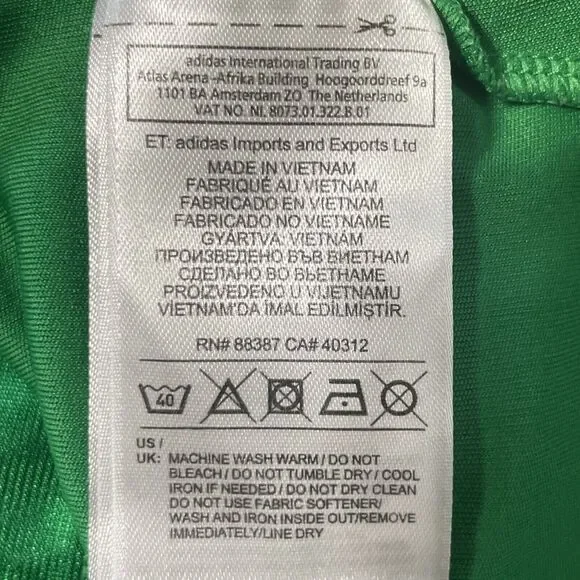 adidas International Trading BV
Atlas Arena -Afrika Building Hoogoorddreef 9a
1101 BA Amsterdam ZO The Netherlands
VAT NO. NL 8073.01.322.B.01
ET: adidas Imports and Exports Ltd
MADE IN VIETNAM
FABRIQUÉ AU VIETNAM
FABRICADO EN VIETNAM
FABRICADO NO VIETNAME
GYÁRTVA: VIETNÁM
ПРОИЗВЕДЕНО ВЪВ ВИЕТНАМ
СДЕЛАНО ВО ВЬЕТНАМЕ
PROIZVEDENO U VIJETNAMU
VİETNAM'DA İMAL EDİLMİŞTİR.
RN# 88387 CA# 40312
40
US /
UK: MACHINE WASH WARM / DO NOT
BLEACH / DO NOT TUMBLE DRY / COOL
IRON IF NEEDED / DO NOT DRY CLEAN
DO NOT USE FABRIC SOFTENER/
WASH AND IRON INSIDE OUT/REMOVE
IMMEDIATELY/LINE DRY